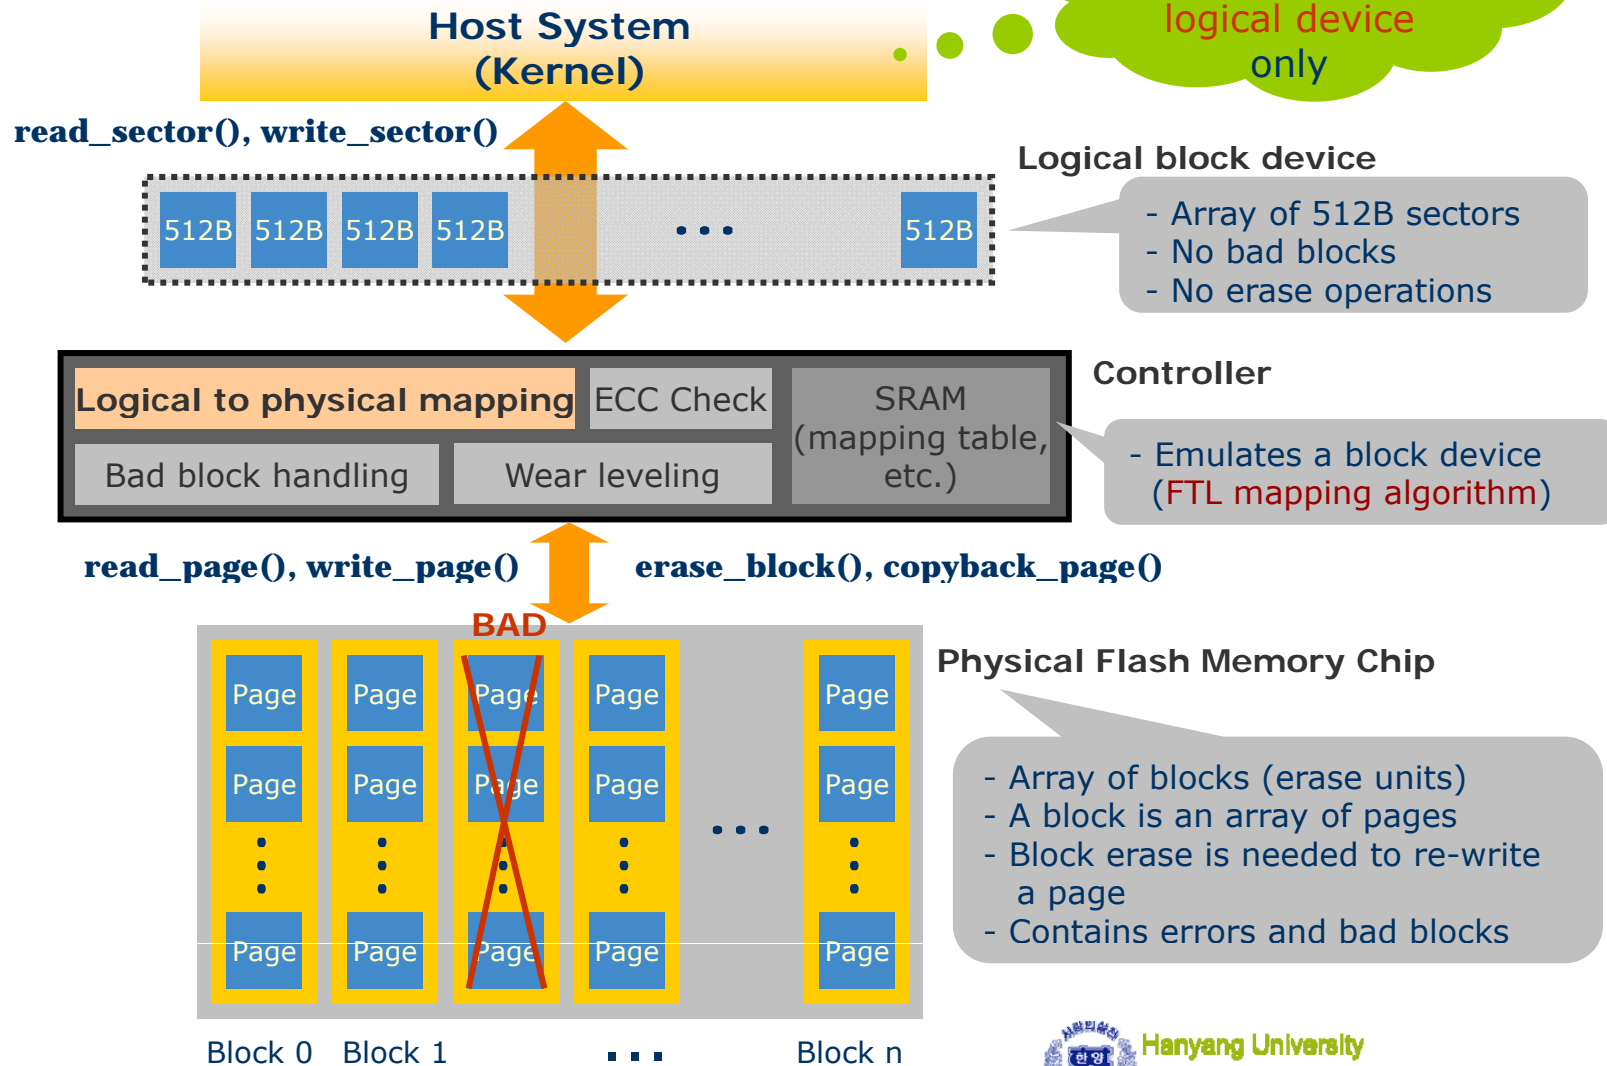 Host System
(Kernel)
logical device
only
read_sector(), write_sector()
Logical block device
512B 512B 512B 512B ... 512B
- Array of 512B sectors
- No bad blocks
- No erase operations
Controller
Logical to physical mapping
ECC Check
SRAM
(mapping table,
etc.)
Bad block handling
Wear leveling
- Emulates a block device
(FTL mapping algorithm)
read_page(), write_page()
erase_block(), copyback_page()
BAD
Physical Flash Memory Chip
Page Page Page Page Page
Page Page Page Page ... Page
Page Page Page Page Page
- Array of blocks (erase units)
- A block is an array of pages
- Block erase is needed to re-write
a page
- Contains errors and bad blocks
Block 0 Block 1 ... Block n
한양
Hanyang University